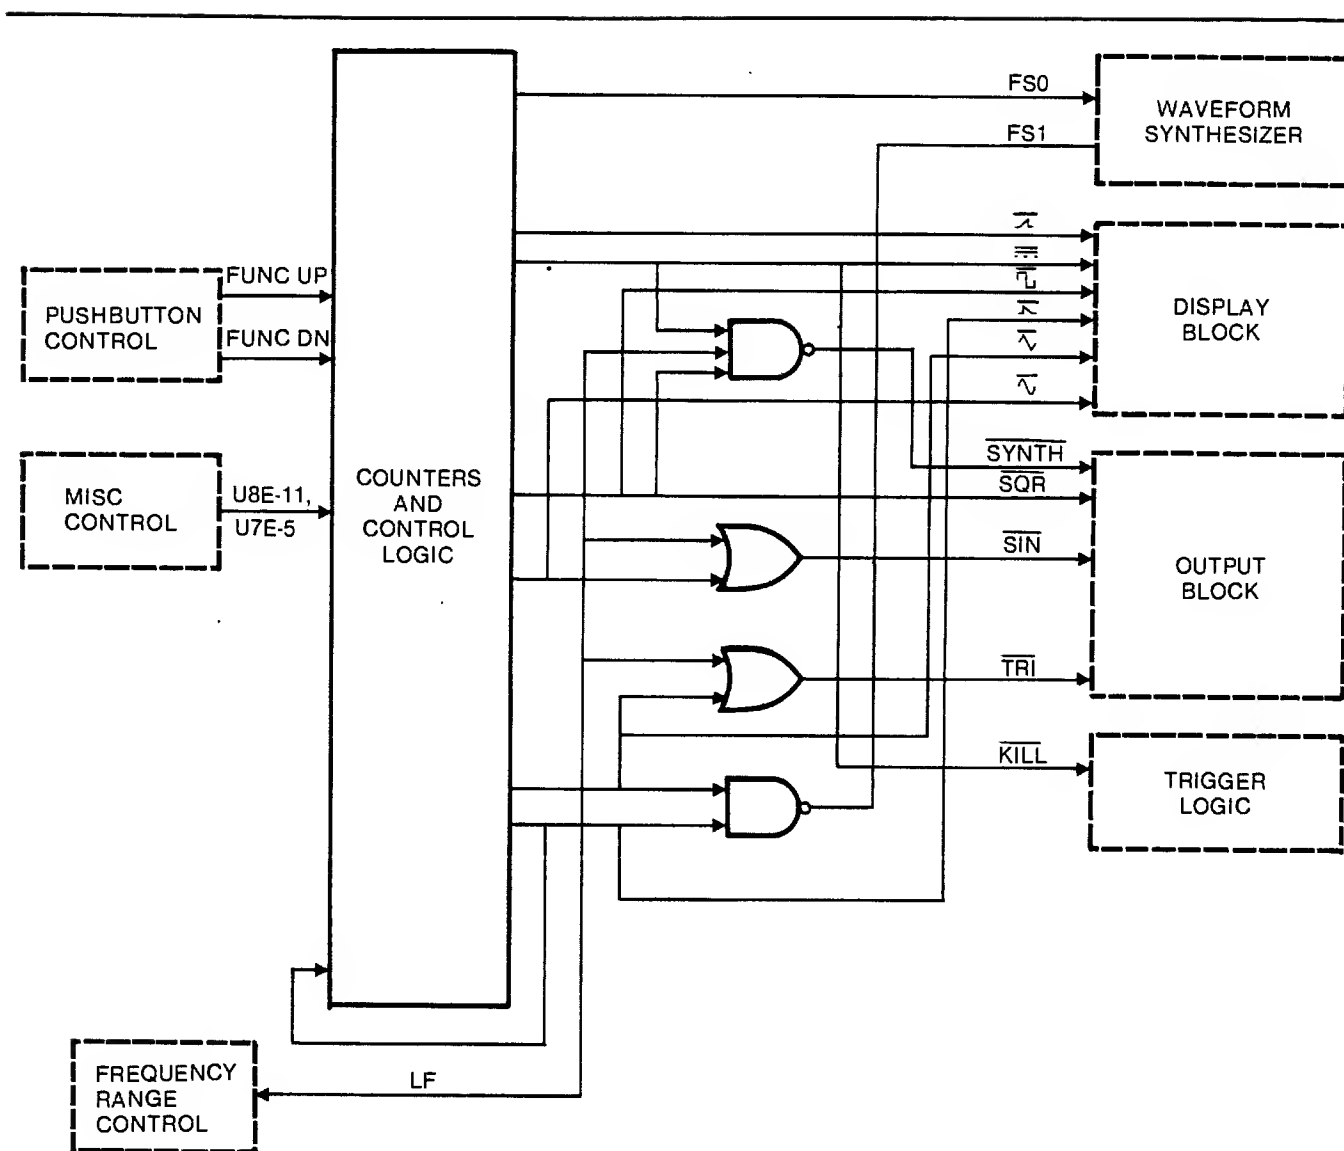 FS0
WAVEFORM
SYNTHESIZER
FS1
FUNC UP
PUSHBUTTON
CONTROL
FUNC DN
DISPLAY
BLOCK
MISC
CONTROL
U8E-11,
U7E-5
COUNTERS
AND
CONTROL
LOGIC
SYNTH
SQR
SIN
OUTPUT
BLOCK
TRI
KILL
TRIGGER
LOGIC
FREQUENCY
RANGE
CONTROL
LF